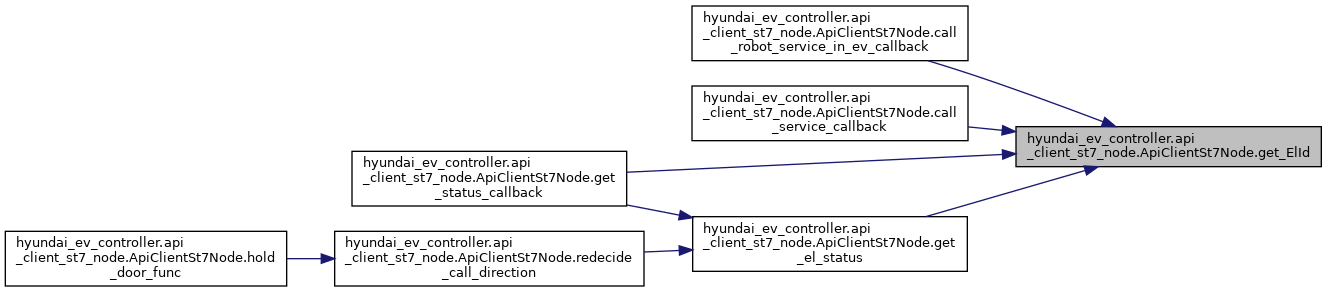 hyundai_ev_controller.api
_client_st7_node.ApiClientSt7Node.call
_robot_service_in_ev_callback
hyundai_ev_controller.api
_client_st7_node.ApiClientSt7Node.call
_service_callback
hyundai_ev_controller.api
_client_st7_node.ApiClientSt7Node.get_ElId
hyundai_ev_controller.api
_client_st7_node.ApiClientSt7Node.get
_status_callback
hyundai_ev_controller.api
_client_st7_node.ApiClientSt7Node.get
_el_status
hyundai_ev_controller.api
_client_st7_node.ApiClientSt7Node.hold
_door_func
hyundai_ev_controller.api
_client_st7_node.ApiClientSt7Node.redecide
_call_direction